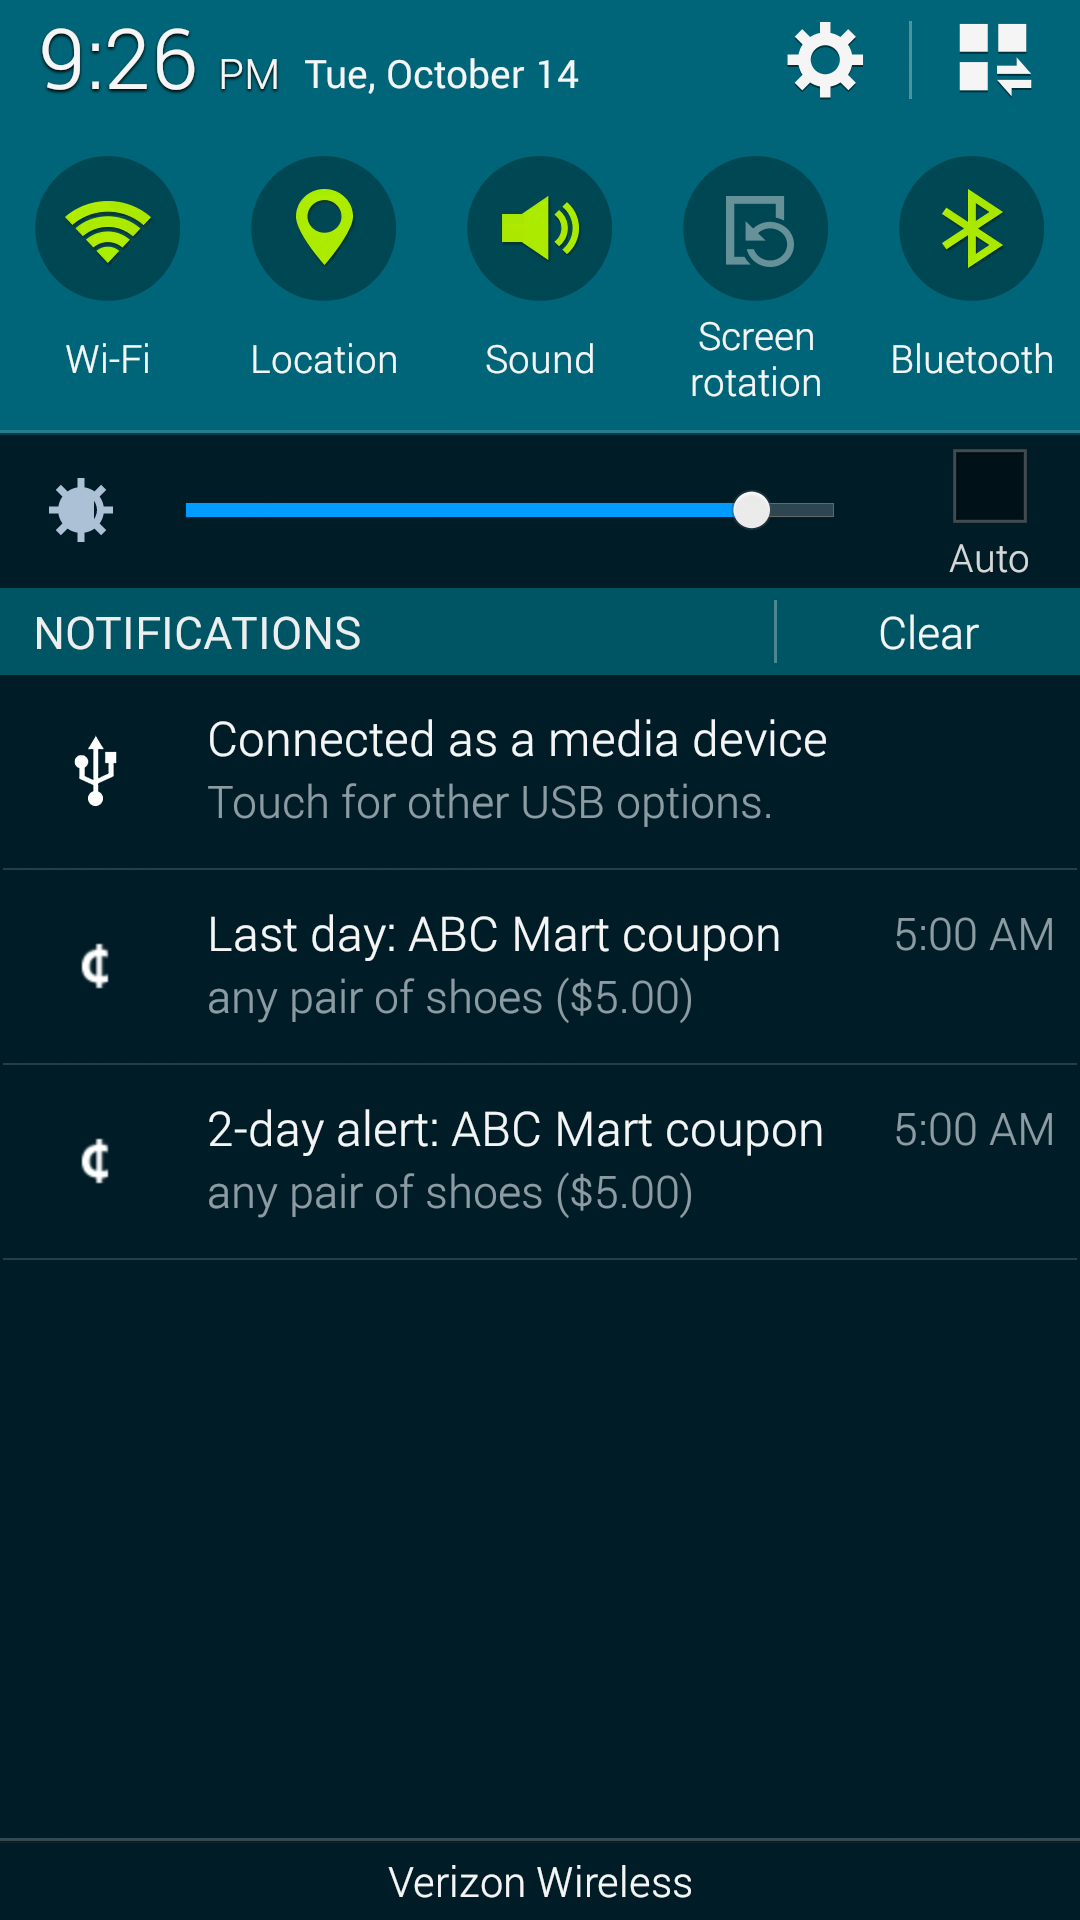 9:26 PM Tue, October 14
Wi-Fi
Location
Sound
Screen
rotation
Bluetooth
Auto
NOTIFICATIONS
Clear
Connected as a media device
Touch for other USB options.
Last day: ABC Mart coupon 5:00 AM
any pair of shoes ($5.00)
2-day alert: ABC Mart coupon 5:00 AM
any pair of shoes ($5.00)
Verizon Wireless